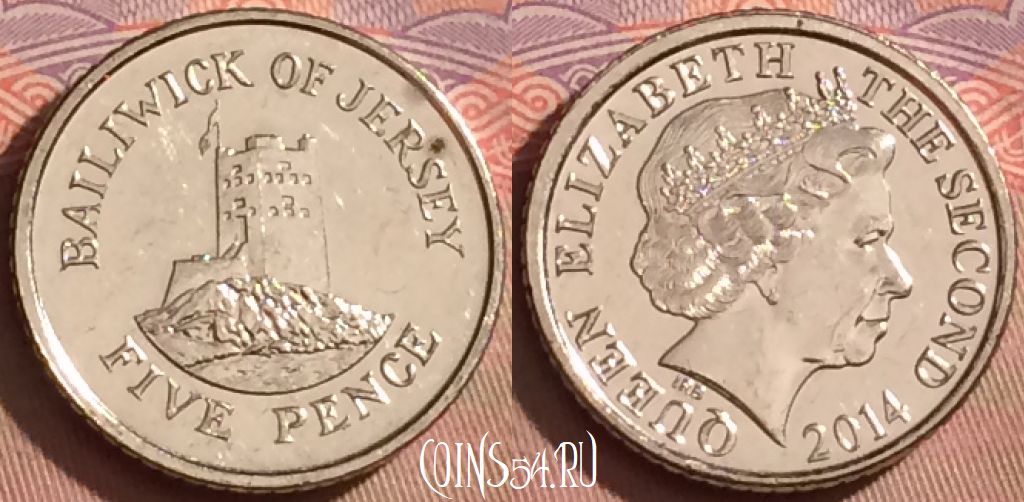 BAILIWICK OF JERSEY
FIVE PENCE
QUEEN ELIZABETH THE SECOND
2014
IRB
COINS54.RU